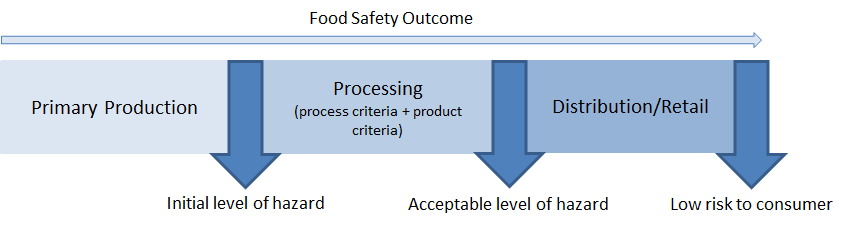 Food Safety Outcome
Primary Production
Processing
(process criteria + product
criteria)
Distribution/Retail
Initial level of hazard
Acceptable level of hazard
Low risk to consumer